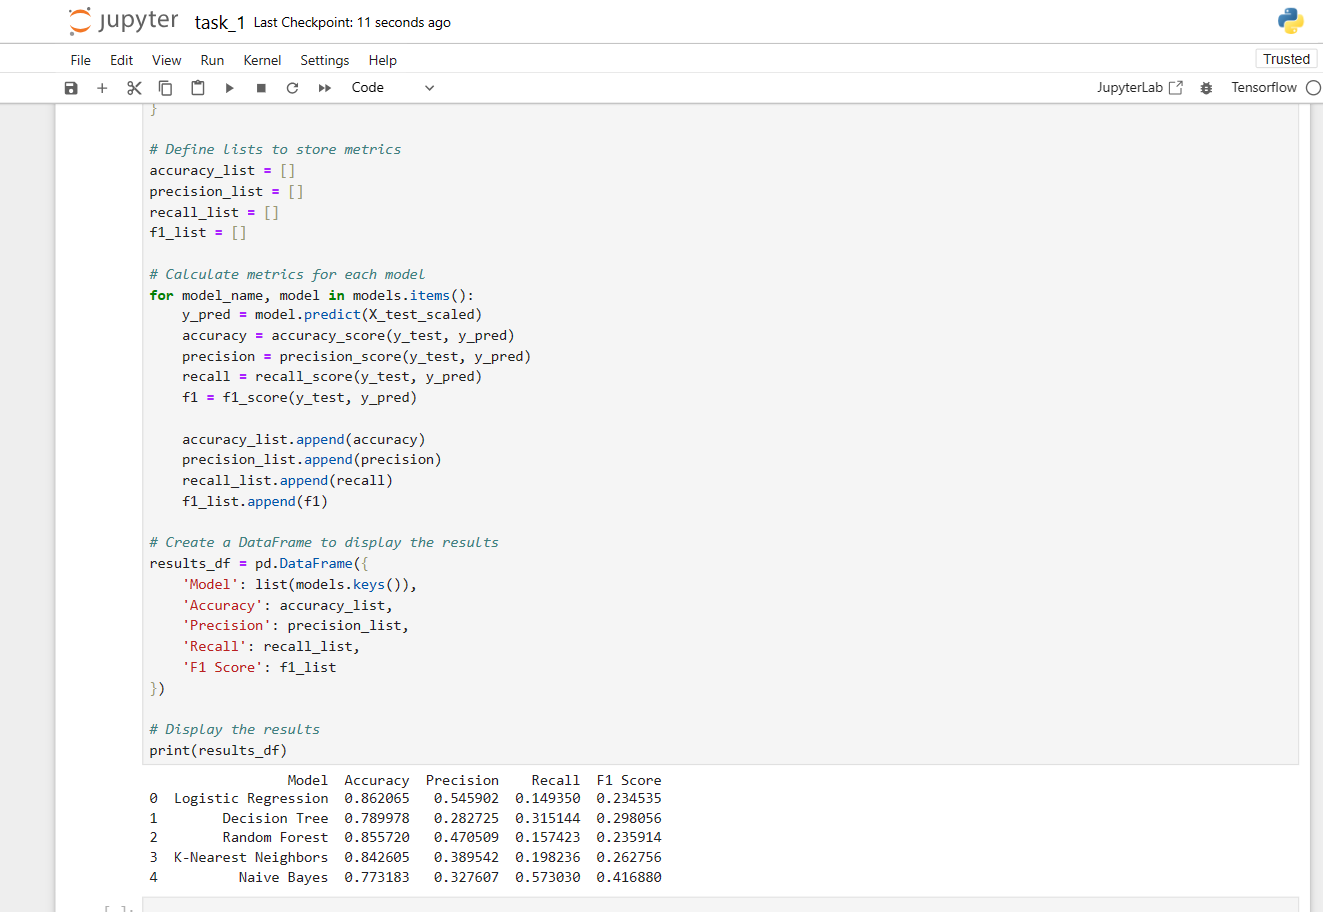 jupyter task_1 Last Checkpoint: 11 seconds ago
File Edit View Run Kernel Settings Help Trusted
Code JupyterLab Tensorflow
}
# Define lists to store metrics
accuracy_list = []
precision_list = []
recall_list = []
f1_list = []
# Calculate metrics for each model
for model_name, model in models.items():
    y_pred = model.predict(X_test_scaled)
    accuracy = accuracy_score(y_test, y_pred)
    precision = precision_score(y_test, y_pred)
    recall = recall_score(y_test, y_pred)
    f1 = f1_score(y_test, y_pred)
    accuracy_list.append(accuracy)
    precision_list.append(precision)
    recall_list.append(recall)
    f1_list.append(f1)
# Create a DataFrame to display the results
results_df = pd.DataFrame({
    'Model': list(models.keys()),
    'Accuracy': accuracy_list,
    'Precision': precision_list,
    'Recall': recall_list,
    'F1 Score': f1_list
})
# Display the results
print(results_df)
Model Accuracy Precision Recall F1 Score
0 Logistic Regression 0.862065 0.545902 0.149350 0.234535
1 Decision Tree 0.789978 0.282725 0.315144 0.298056
2 Random Forest 0.855720 0.470509 0.157423 0.235914
3 K-Nearest Neighbors 0.842605 0.389542 0.198236 0.262756
4 Naive Bayes 0.773183 0.327607 0.573030 0.416880
[ ]: